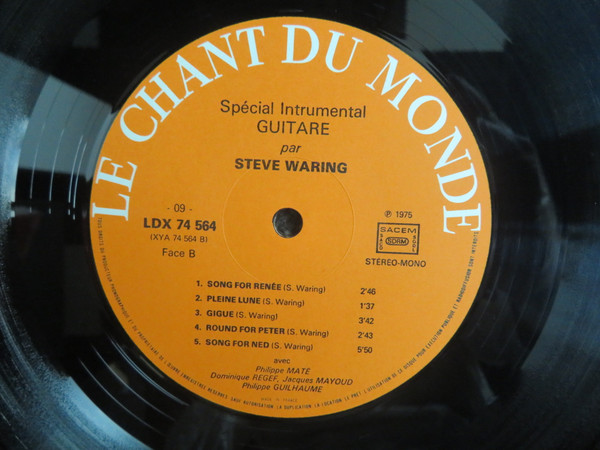 LE CHANT DU MONDE
Spécial Intrumental
GUITARE
par
STEVE WARING
- 09 -
LDX 74 564
(XYA 74 564 B)
Face B
℗ 1975
SACEM
SDRM
STEREO-MONO
1. SONG FOR RENÉE (S. Waring) 2'46
2. PLEINE LUNE (S. Waring) 1'37
3. GIGUE (S. Waring) 3'42
4. ROUND FOR PETER (S. Waring) 2'43
5. SONG FOR NED (S. Waring) 5'50
avec
Philippe MATE
Dominique REGEF, Jacques MAYOUD
Philippe GUILHAUME
MADE IN FRANCE